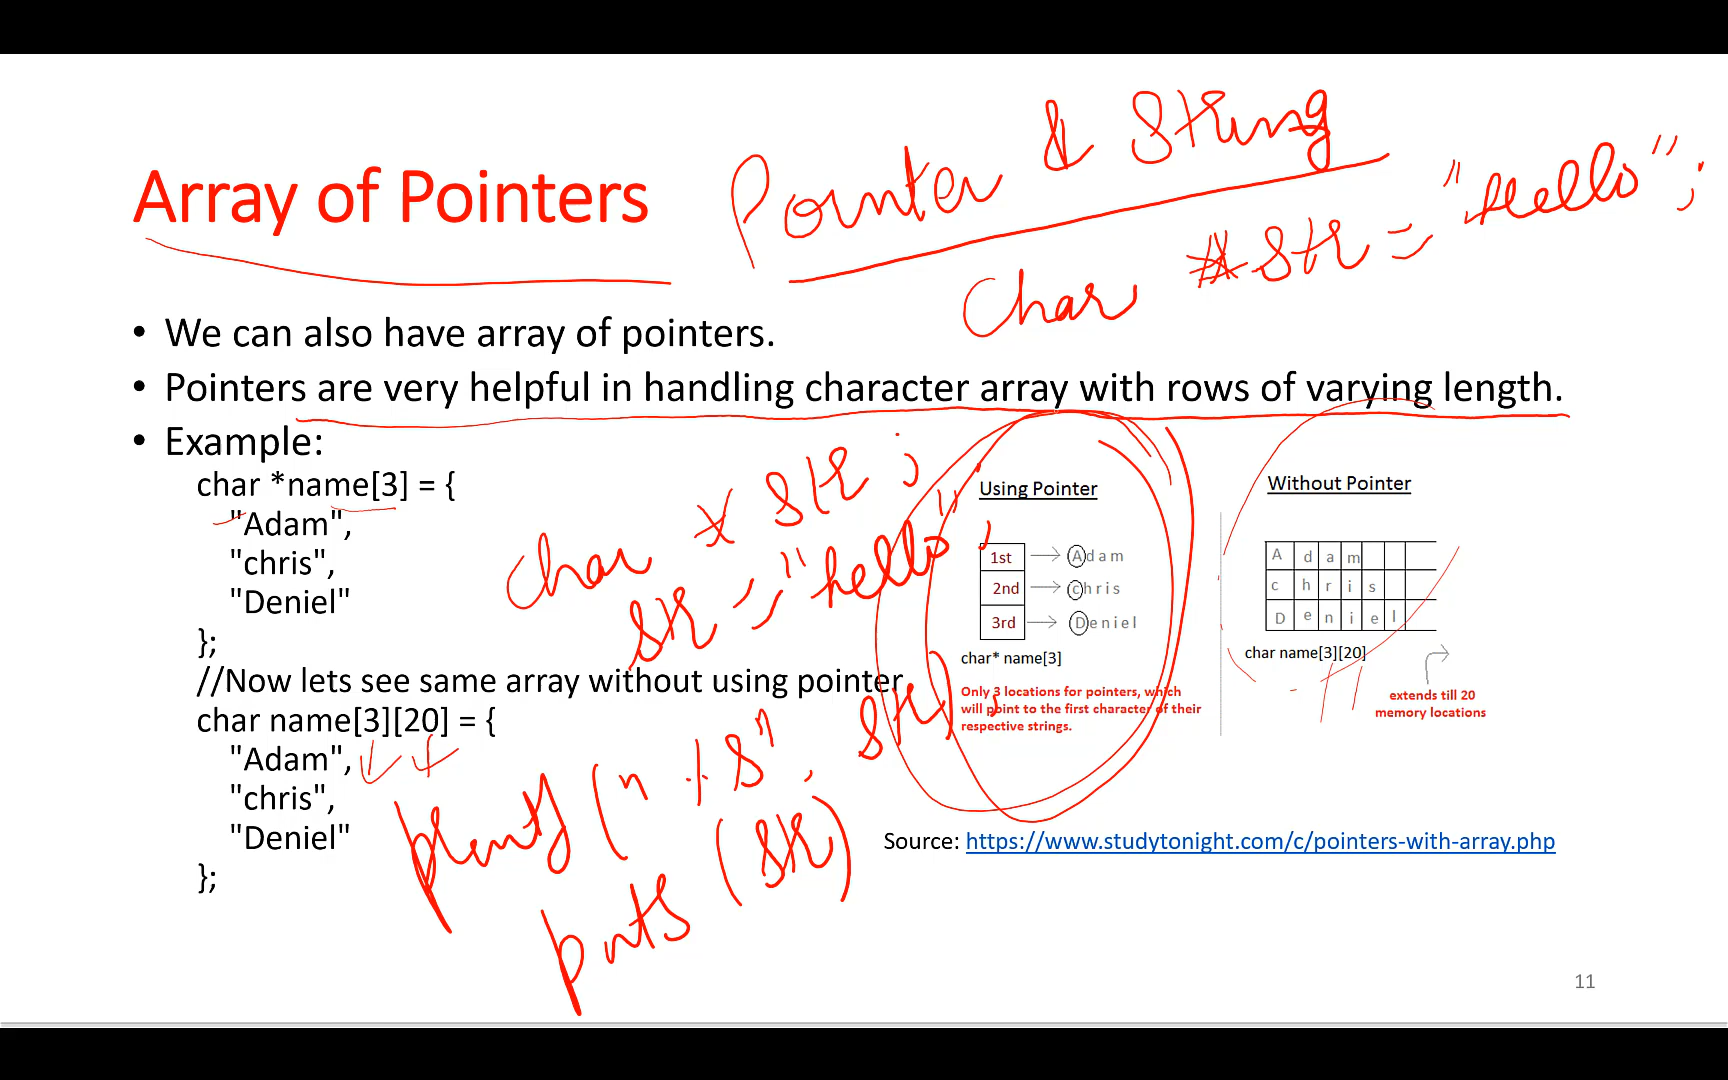 Pointer & String
Array of Pointers
char *str = "Hello";
• We can also have array of pointers.
• Pointers are very helpful in handling character array with rows of varying length.
• Example:
char *name[3] = {
"Adam",
"chris",
"Deniel"
};
//Now lets see same array without using pointer
char name[3][20] = {
"Adam",
"chris",
"Deniel"
};
char * str ;
str = "hello" ;
printf ( " %s" , str) ;
puts (str)
Using Pointer
1st Adam
2nd chris
3rd Deniel
char* name[3]
Only 3 locations for pointers, which
will point to the first character of their
respective strings.
Without Pointer
A d a m
c h r i s
D e n i e l
char name[3][20]
extends till 20
memory locations
Source: https://www.studytonight.com/c/pointers-with-array.php
11